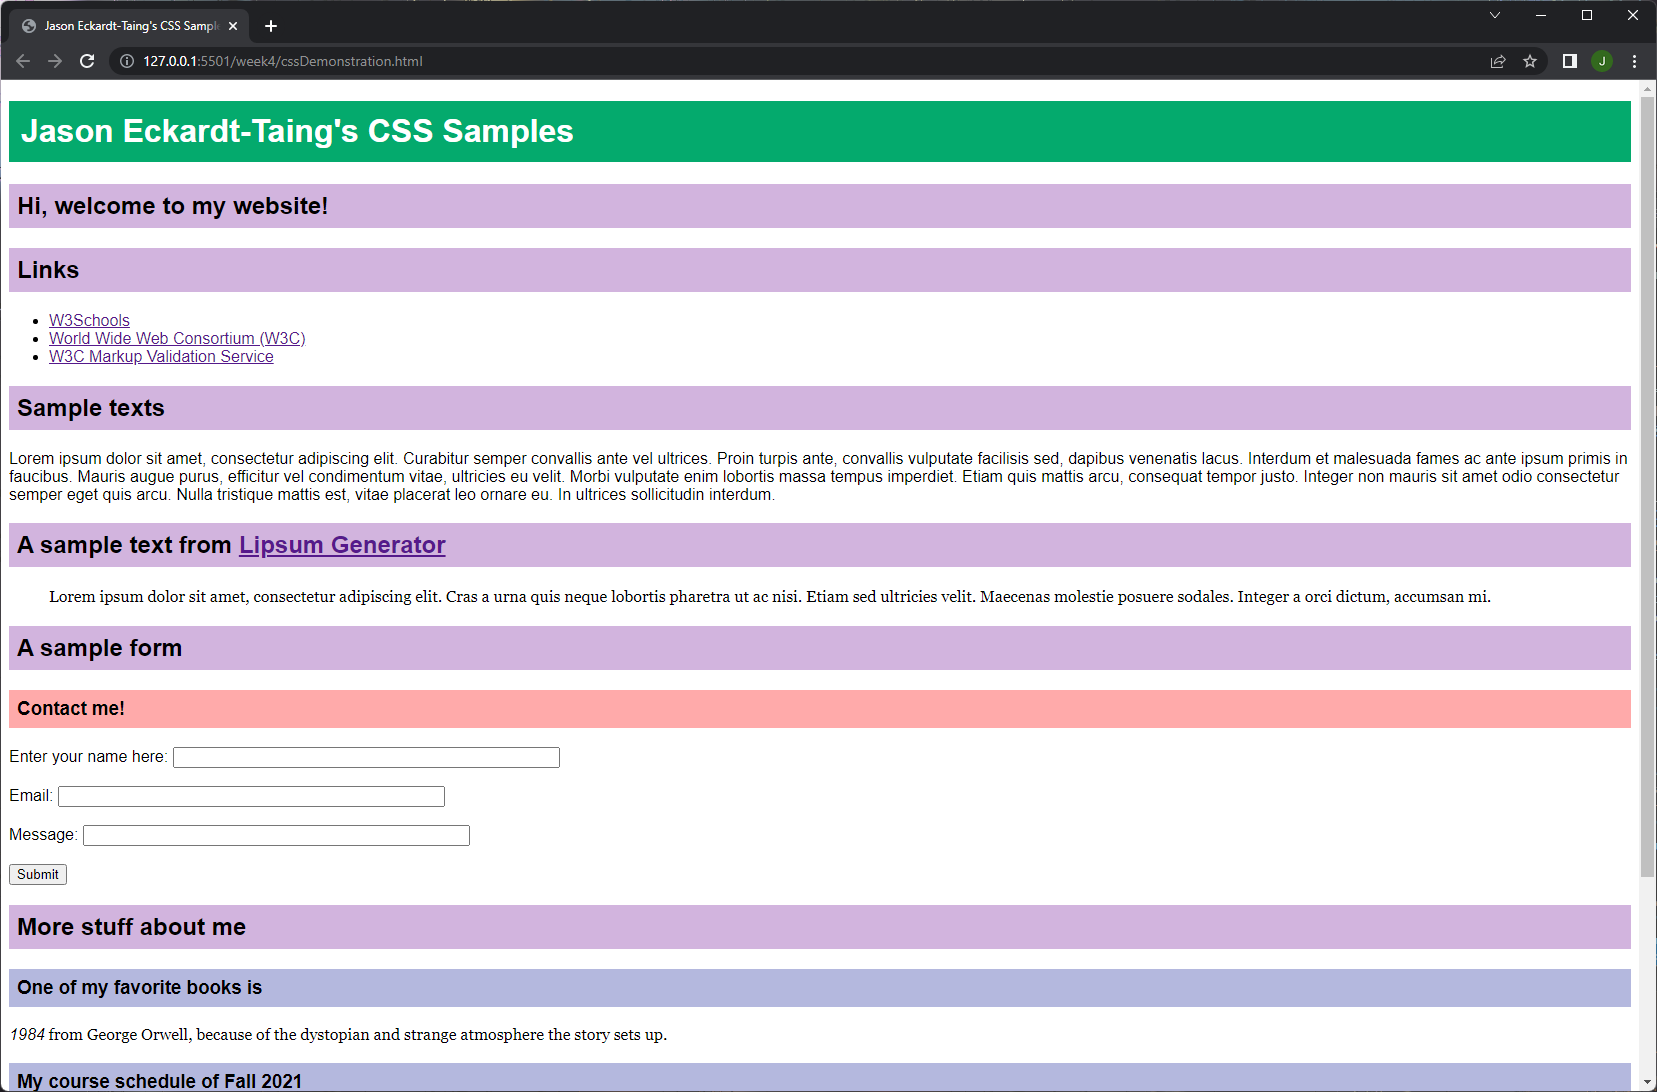 Jason Eckardt-Taing's CSS Sampl
127.0.0.1:5501/week4/cssDemonstration.html
J
Jason Eckardt-Taing's CSS Samples
Hi, welcome to my website!
Links
W3Schools
World Wide Web Consortium (W3C)
W3C Markup Validation Service
Sample texts
Lorem ipsum dolor sit amet, consectetur adipiscing elit. Curabitur semper convallis ante vel ultrices. Proin turpis ante, convallis vulputate facilisis sed, dapibus venenatis lacus. Interdum et malesuada fames ac ante ipsum primis in
faucibus. Mauris augue purus, efficitur vel condimentum vitae, ultricies eu velit. Morbi vulputate enim lobortis massa tempus imperdiet. Etiam quis mattis arcu, consequat tempor justo. Integer non mauris sit amet odio consectetur
semper eget quis arcu. Nulla tristique mattis est, vitae placerat leo ornare eu. In ultrices sollicitudin interdum.
A sample text from Lipsum Generator
Lorem ipsum dolor sit amet, consectetur adipiscing elit. Cras a urna quis neque lobortis pharetra ut ac nisi. Etiam sed ultricies velit. Maecenas molestie posuere sodales. Integer a orci dictum, accumsan mi.
A sample form
Contact me!
Enter your name here:
Email:
Message:
Submit
More stuff about me
One of my favorite books is
1984 from George Orwell, because of the dystopian and strange atmosphere the story sets up.
My course schedule of Fall 2021